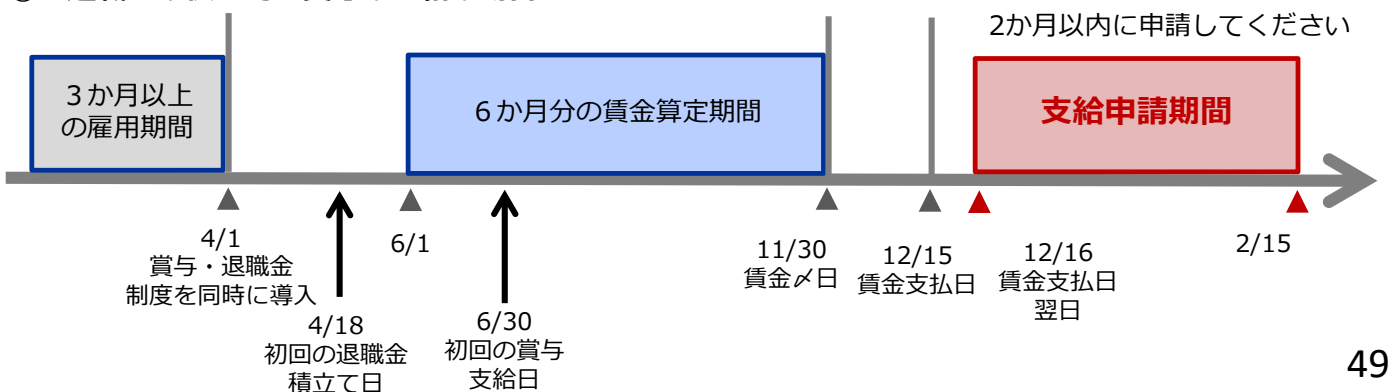 2か月以内に申請してください
３か月以上
の雇用期間
６か月分の賃金算定期間
支給申請期間
4/1
賞与・退職金
制度を同時に導入
4/18
初回の退職金
積立て日
6/1
6/30
初回の賞与
支給日
11/30
賃金〆日
12/15
賃金支払日
12/16
賃金支払日
翌日
2/15
49